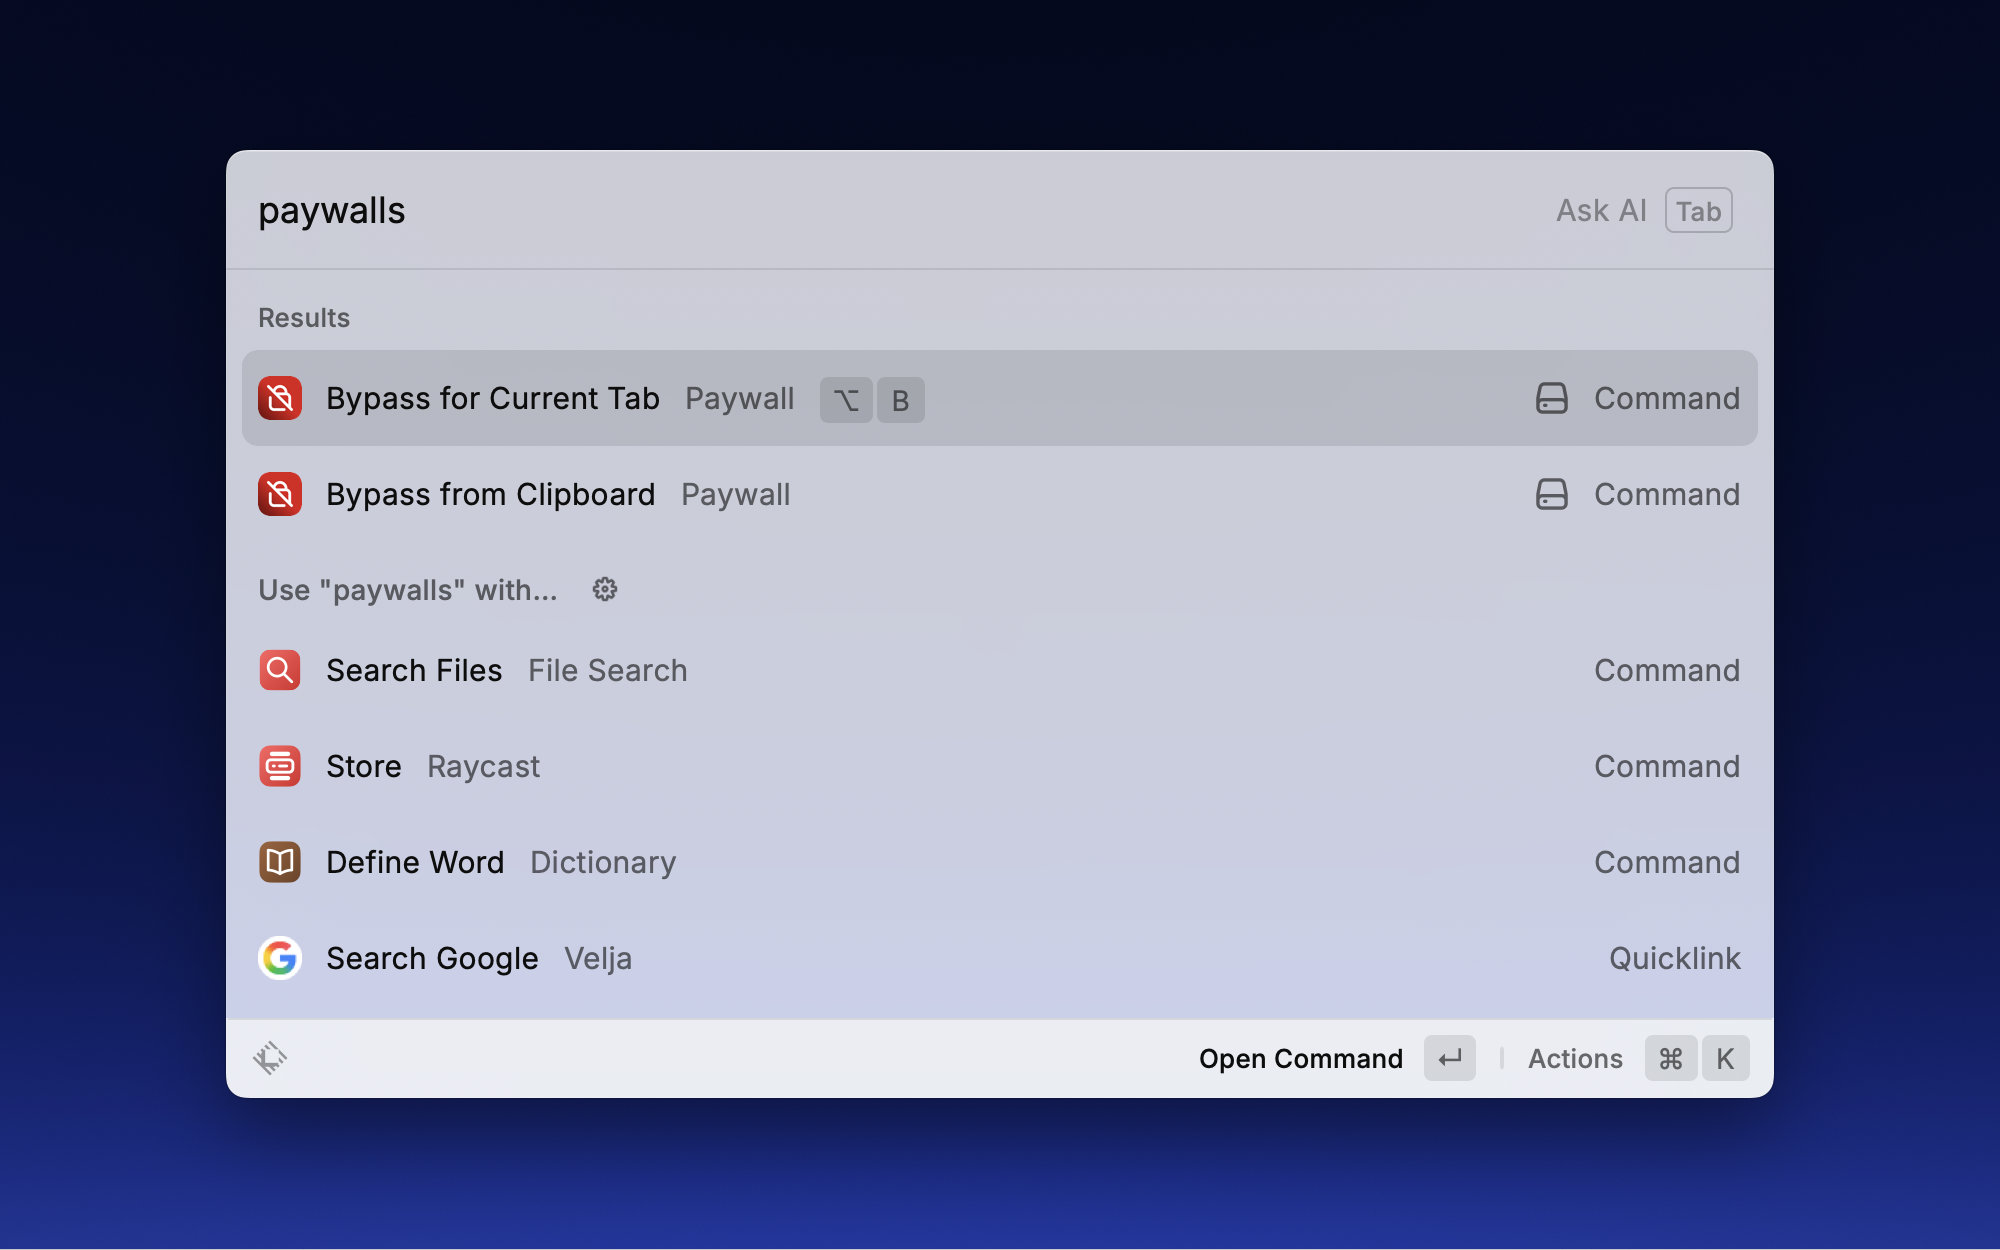 paywalls Ask AI Tab
Results
Bypass for Current Tab Paywall ⌥ B Command
Bypass from Clipboard Paywall Command
Use "paywalls" with...
Search Files File Search Command
Store Raycast Command
Define Word Dictionary Command
Search Google Velja Quicklink
Open Command ↵ Actions ⌘ K